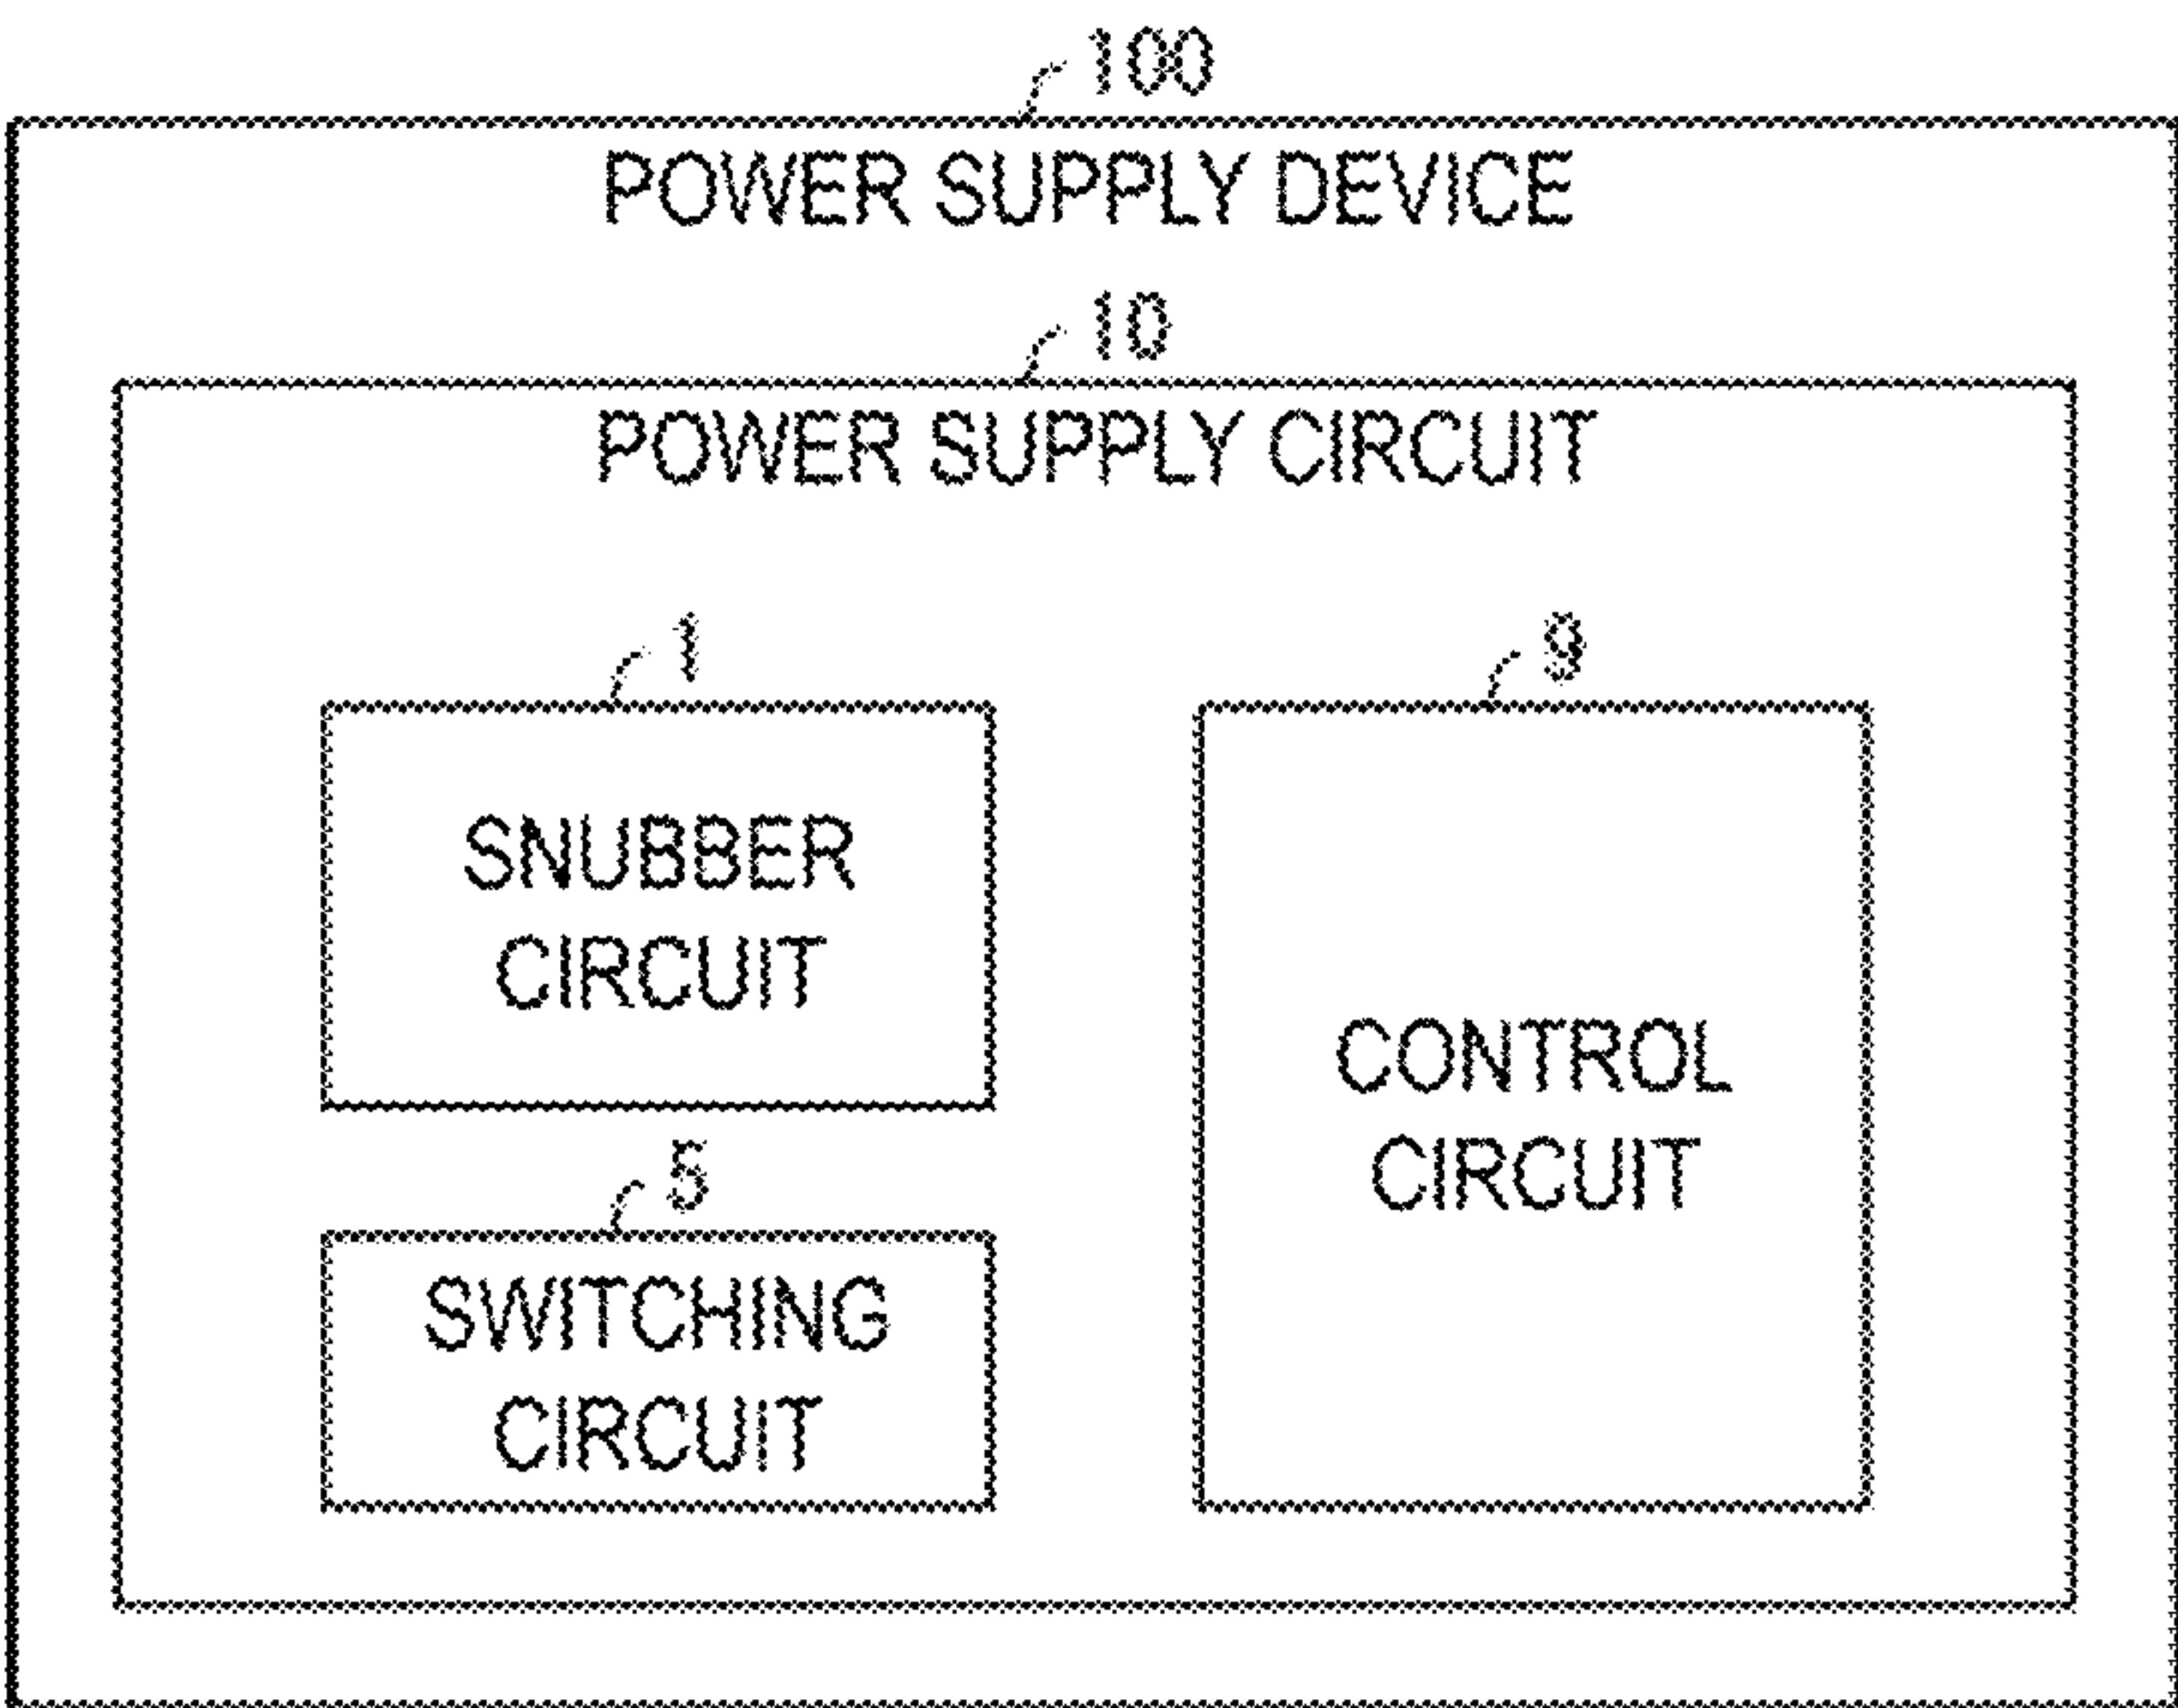 100
POWER SUPPLY DEVICE
10
POWER SUPPLY CIRCUIT
1
SNUBBER
CIRCUIT
5
SWITCHING
CIRCUIT
9
CONTROL
CIRCUIT